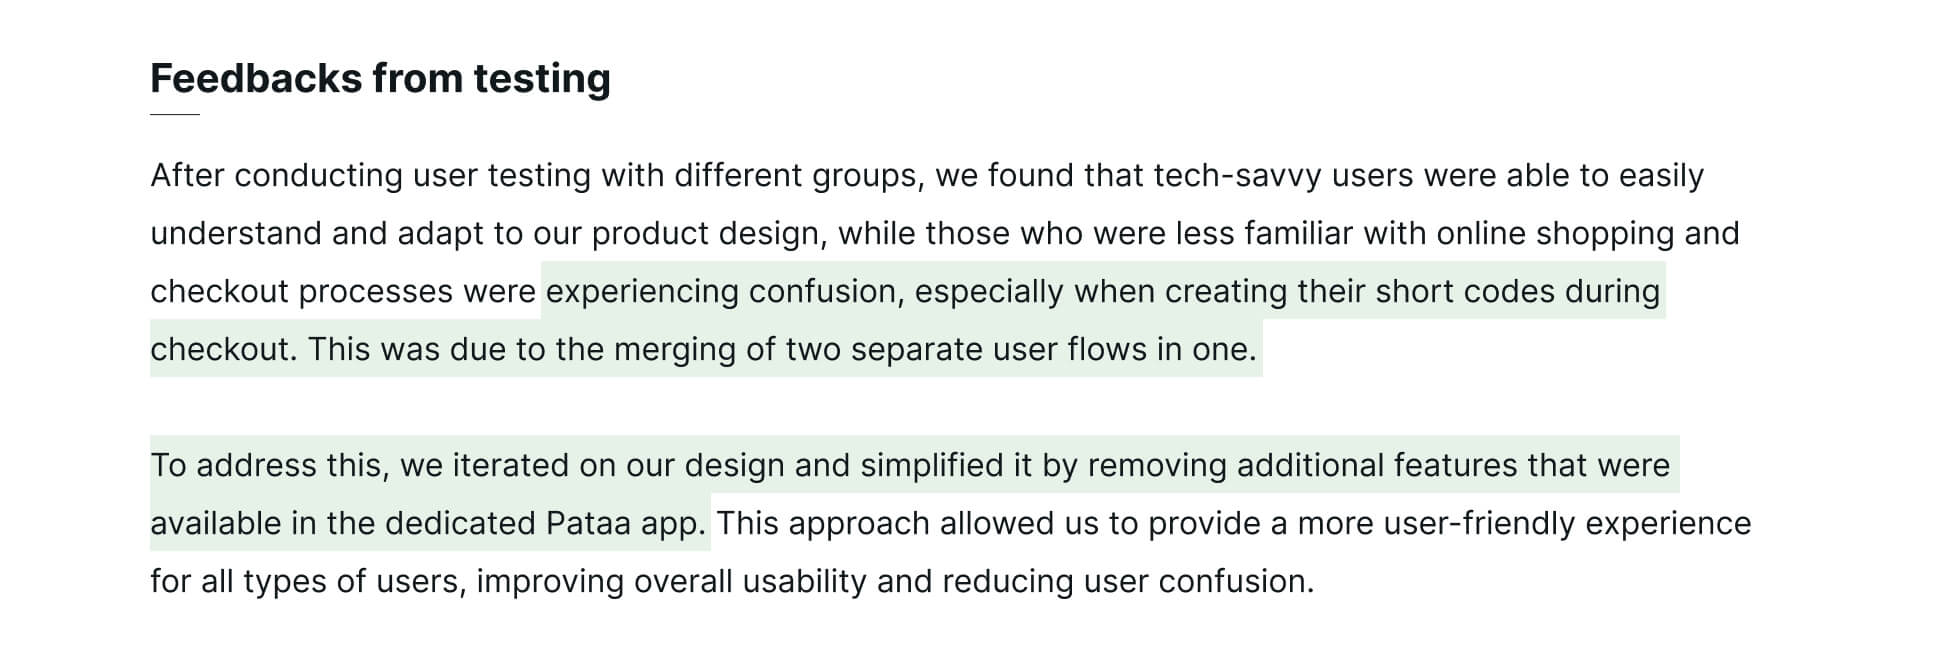 Feedbacks from testing
After conducting user testing with different groups, we found that tech-savvy users were able to easily
understand and adapt to our product design, while those who were less familiar with online shopping and
checkout processes were experiencing confusion, especially when creating their short codes during
checkout. This was due to the merging of two separate user flows in one.
To address this, we iterated on our design and simplified it by removing additional features that were
available in the dedicated Pataa app. This approach allowed us to provide a more user-friendly experience
for all types of users, improving overall usability and reducing user confusion.